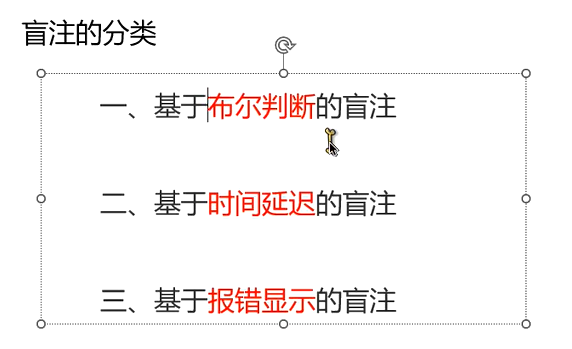 盲注的分类
一、基于布尔判断的盲注
二、基于时间延迟的盲注
三、基于报错显示的盲注